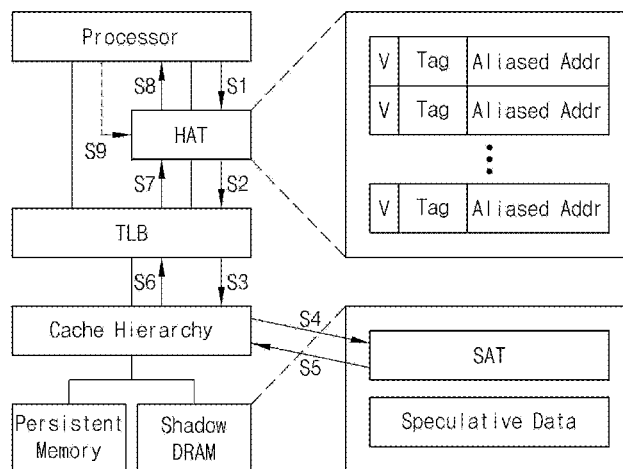 Processor
S8
S1
S9
HAT
S7
S2
TLB
S6
S3
Cache Hierarchy
S4
S5
Persistent
Memory
Shadow
DRAM
V Tag Aliased Addr
V Tag Aliased Addr
V Tag Aliased Addr
SAT
Speculative Data